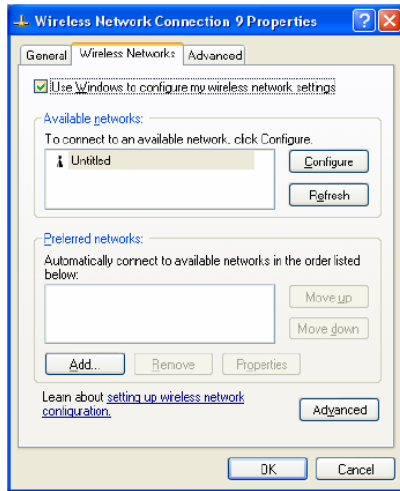 Wireless Network Connection 9 Properties
General Wireless Networks Advanced
Use Windows to configure my wireless network settings
Available networks:
To connect to an available network, click Configure.
Untitled
Configure
Refresh
Preferred networks:
Automatically connect to available networks in the order listed
below:
Move up
Move down
Add... Remove Properties
Learn about setting up wireless network
configuration.
Advanced
OK Cancel